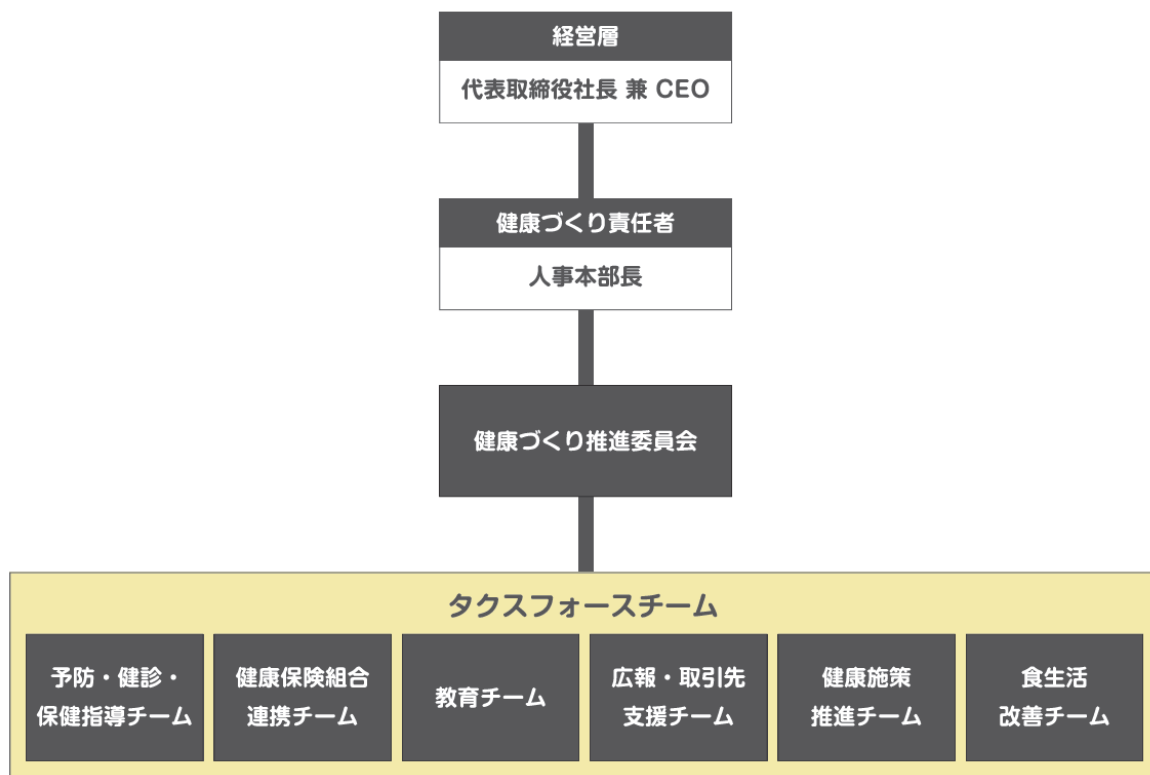 経営層
代表取締役社長 兼 CEO
健康づくり責任者
人事本部長
健康づくり推進委員会
タクスフォースチーム
予防・健診・
保健指導チーム
健康保険組合
連携チーム
教育チーム
広報・取引先
支援チーム
健康施策
推進チーム
食生活
改善チーム